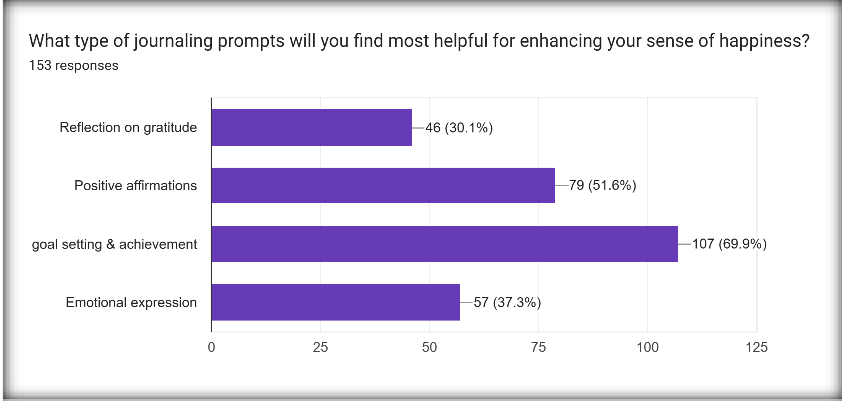 What type of journaling prompts will you find most helpful for enhancing your sense of happiness?
153 responses
Reflection on gratitude
46 (30.1%)
Positive affirmations
79 (51.6%)
goal setting & achievement
107 (69.9%)
Emotional expression
57 (37.3%)
0 25 50 75 100 125